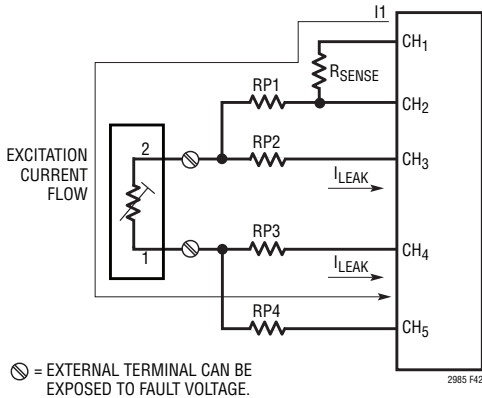 I1
CH1
RSENSE
RP1
CH2
RP2
2
CH3
EXCITATION
CURRENT
FLOW
ILEAK
RP3
1
CH4
ILEAK
RP4
CH5
= EXTERNAL TERMINAL CAN BE
EXPOSED TO FAULT VOLTAGE.
2985 F42